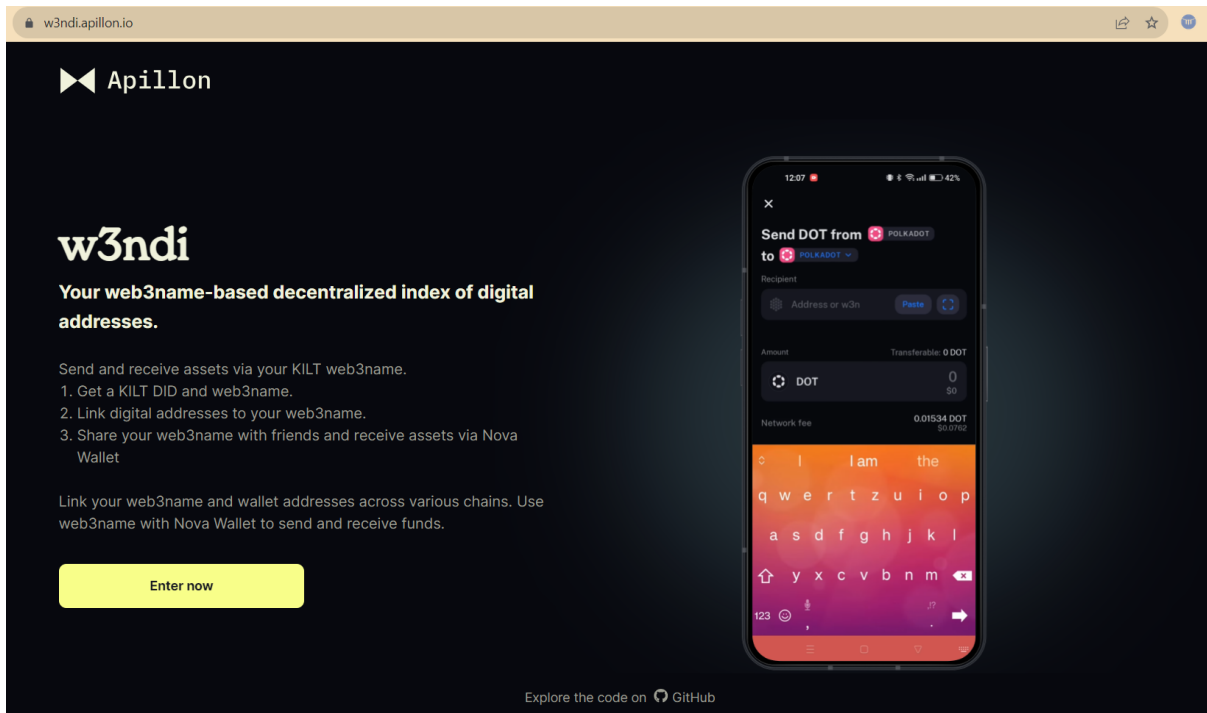 w3ndi.apillon.io
Apillon
w3ndi
Your web3name-based decentralized index of digital
addresses.
Send and receive assets via your KILT web3name.
1. Get a KILT DID and web3name.
2. Link digital addresses to your web3name.
3. Share your web3name with friends and receive assets via Nova
Wallet
Link your web3name and wallet addresses across various chains. Use
web3name with Nova Wallet to send and receive funds.
Enter now
12:07 42%
Send DOT from POLKADOT
to POLKADOT
Recipient
Address or w3n Paste
Amount Transferable: 0 DOT
DOT 0
$0
Network fee 0.01534 DOT
$0.0762
I I am the
q w e r t z u i o p
a s d f g h j k l
y x c v b n m
123 , .!?
.
Explore the code on GitHub